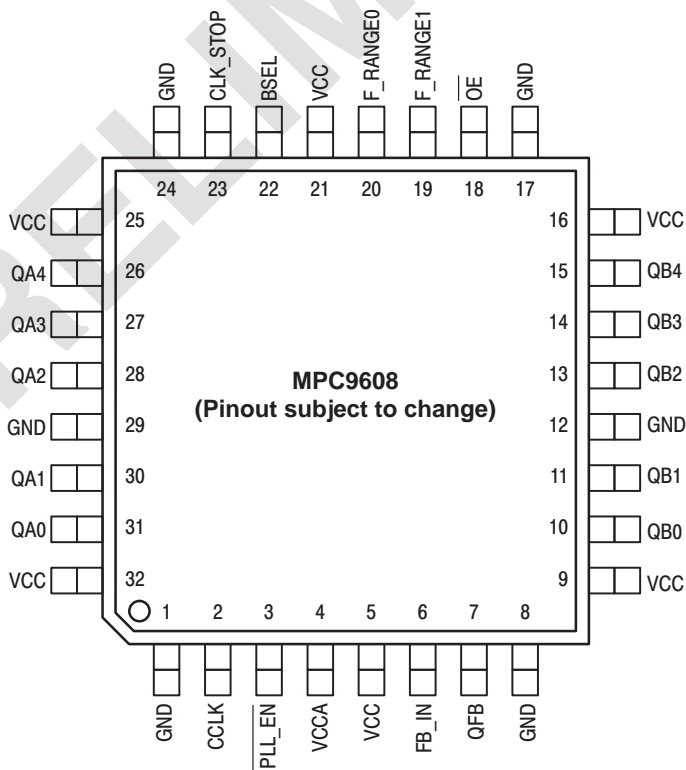 GND
CLK_STOP
BSEL
VCC
F_RANGE0
F_RANGE1
OE
GND
24 23 22 21 20 19 18 17
VCC 25 16 VCC
QA4 26 15 QB4
QA3 27 14 QB3
QA2 28 13 QB2
MPC9608
(Pinout subject to change)
GND 29 12 GND
QA1 30 11 QB1
QA0 31 10 QB0
VCC 32 9 VCC
1 2 3 4 5 6 7 8
GND
CCLK
PLL_EN
VCCA
VCC
FB_IN
QFB
GND